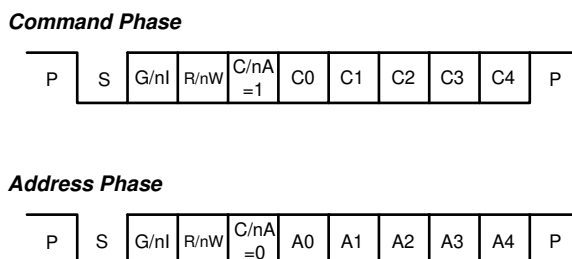 Command Phase
P S G/nI R/nW C/nA =1 C0 C1 C2 C3 C4 P
Address Phase
P S G/nI R/nW C/nA =0 A0 A1 A2 A3 A4 P